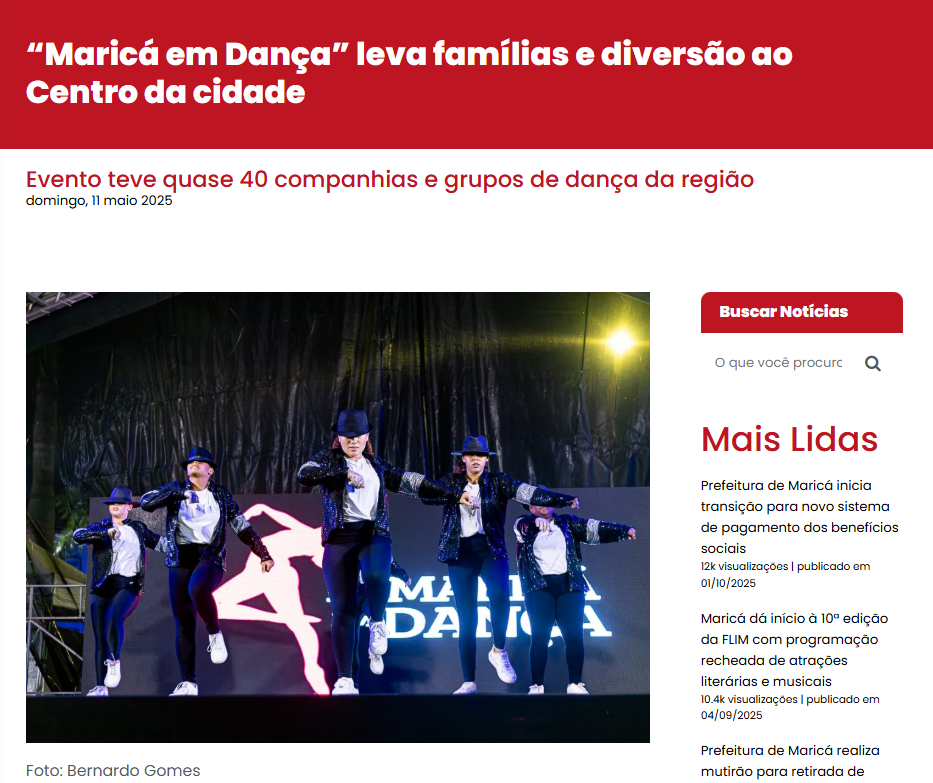 “Maricá em Dança” leva famílias e diversão ao
Centro da cidade
Evento teve quase 40 companhias e grupos de dança da região
domingo, 11 maio 2025
DANÇA
Foto: Bernardo Gomes
Buscar Notícias
O que você procurc
Mais Lidas
Prefeitura de Maricá inicia
transição para novo sistema
de pagamento dos benefícios
sociais
12k visualizações | publicado em
01/10/2025
Maricá dá início à 10ª edição
da FLIM com programação
recheada de atrações
literárias e musicais
10.4k visualizações | publicado em
04/09/2025
Prefeitura de Maricá realiza
mutirão para retirada de